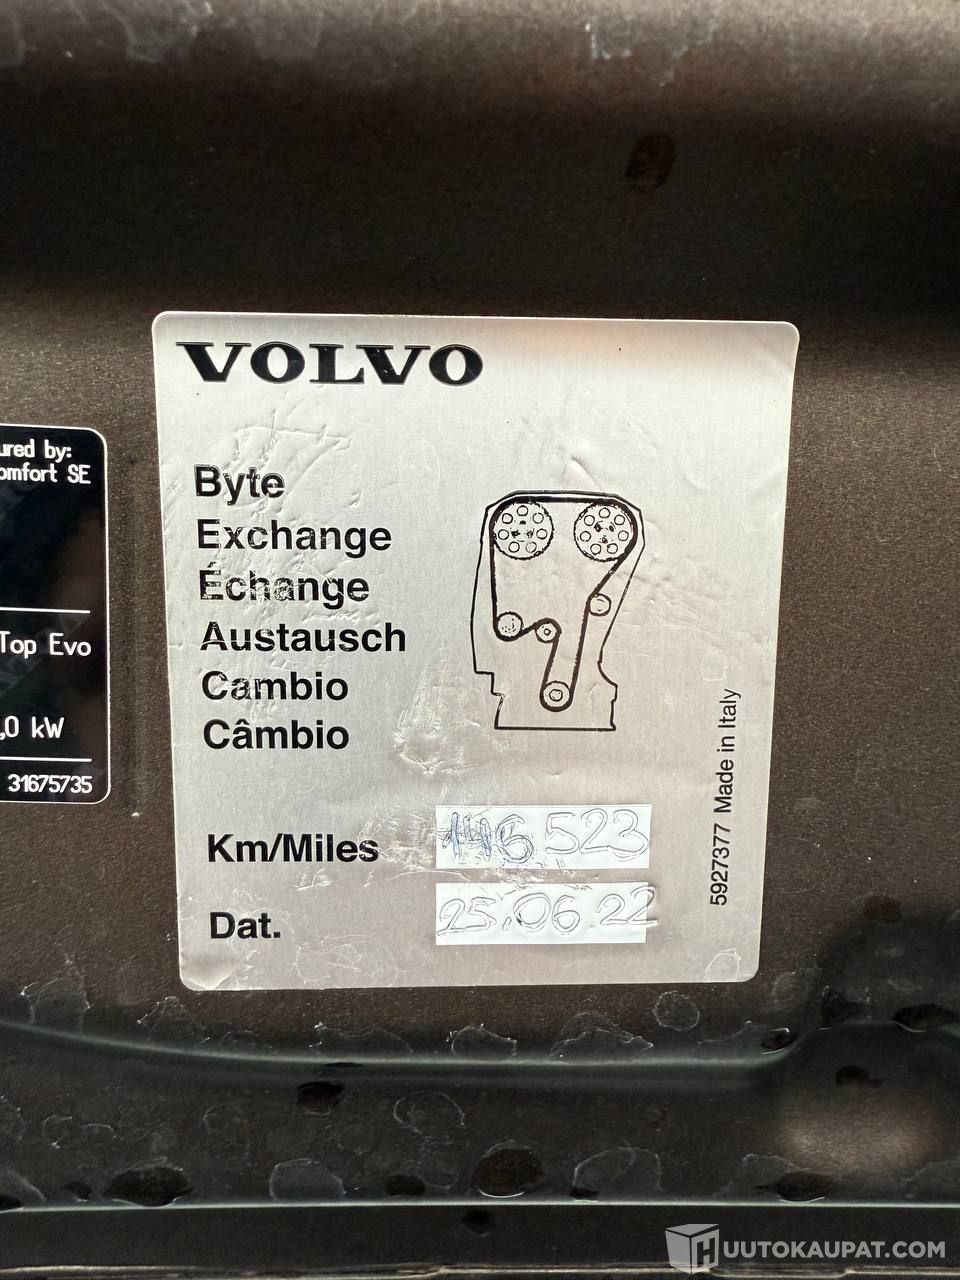 VOLVO
ured by:
omfort SE
Byte
Exchange
Échange
Austausch
Top Evo
Cambio
,0 kW
Câmbio
31675735
5927377 Made in Italy
Km/Miles 146 523
Dat. 25.06 22
HUUTOKAUPAT.COM